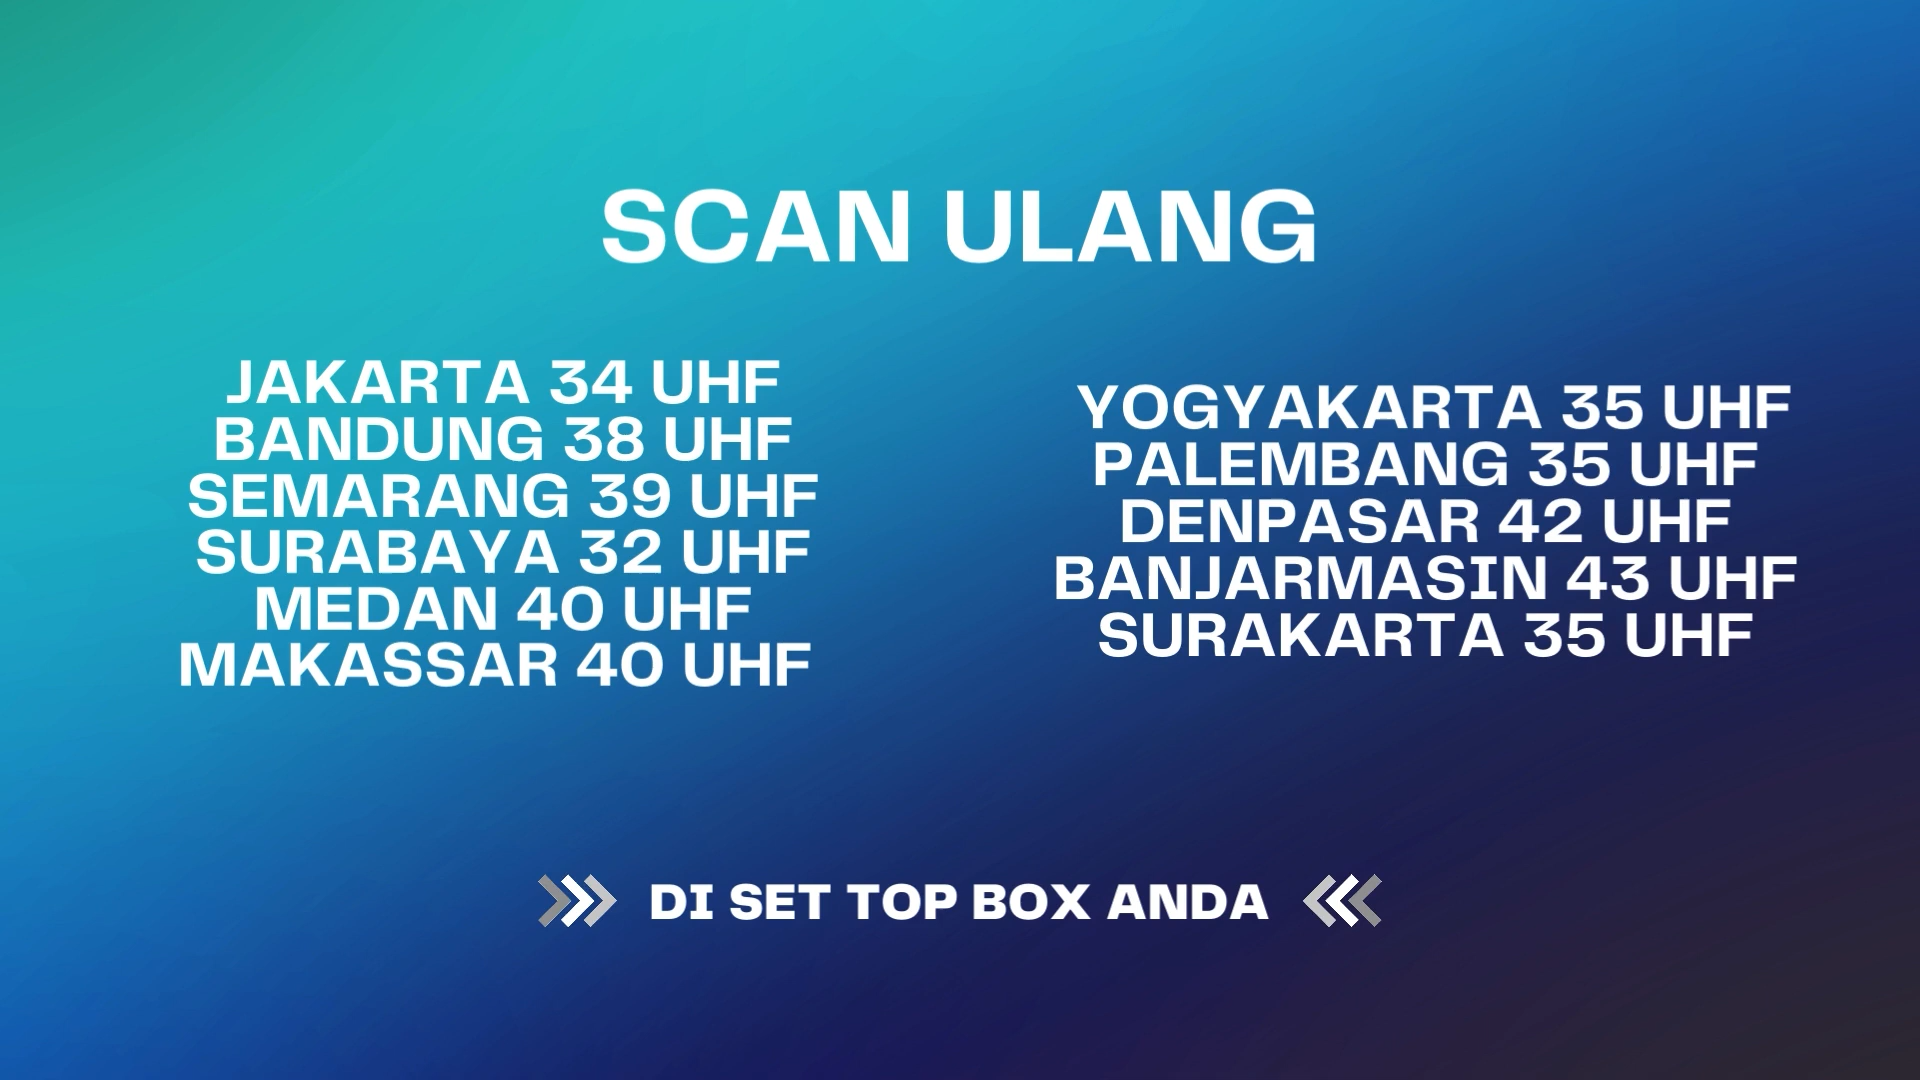 SCAN ULANG
JAKARTA 34 UHF
BANDUNG 38 UHF
SEMARANG 39 UHF
SURABAYA 32 UHF
MEDAN 40 UHF
MAKASSAR 40 UHF
YOGYAKARTA 35 UHF
PALEMBANG 35 UHF
DENPASAR 42 UHF
BANJARMASIN 43 UHF
SURAKARTA 35 UHF
DI SET TOP BOX ANDA